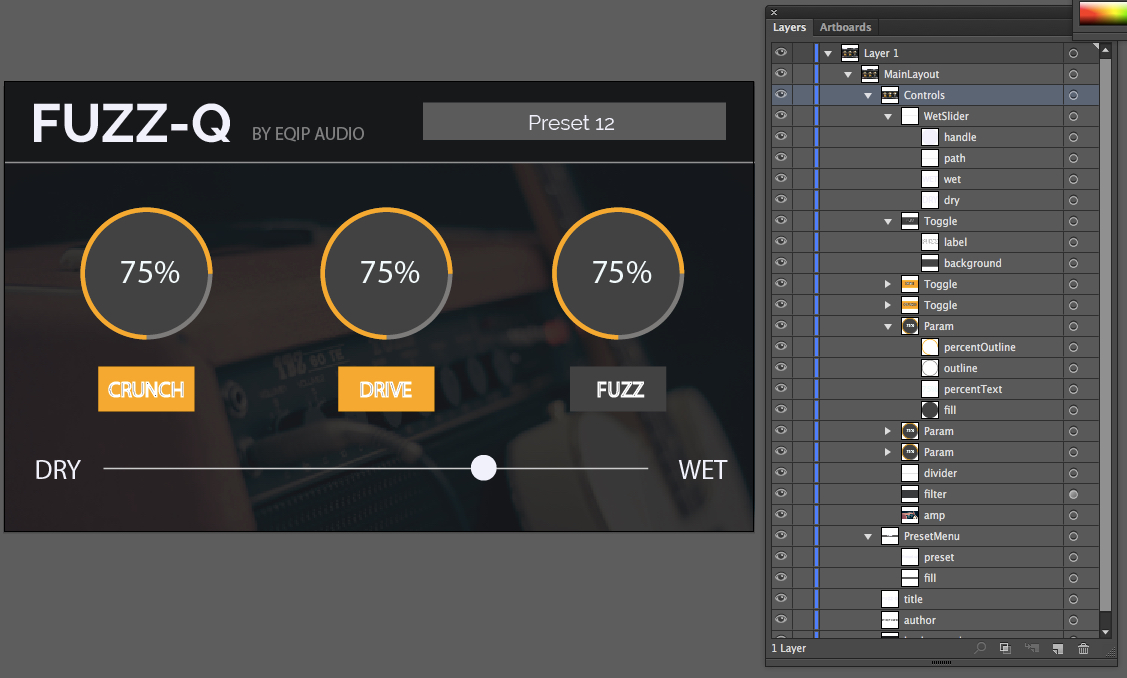 Layers
Artboards
FUZZ-Q
BY EQIP AUDIO
Preset 12
75%
75%
75%
CRUNCH
DRIVE
FUZZ
DRY
WET
Layer 1
MainLayout
Controls
WetSlider
handle
path
wet
dry
Toggle
label
background
Toggle
Toggle
Param
percentOutline
outline
percentText
fill
Param
Param
divider
filter
amp
PresetMenu
preset
fill
title
author
1 Layer